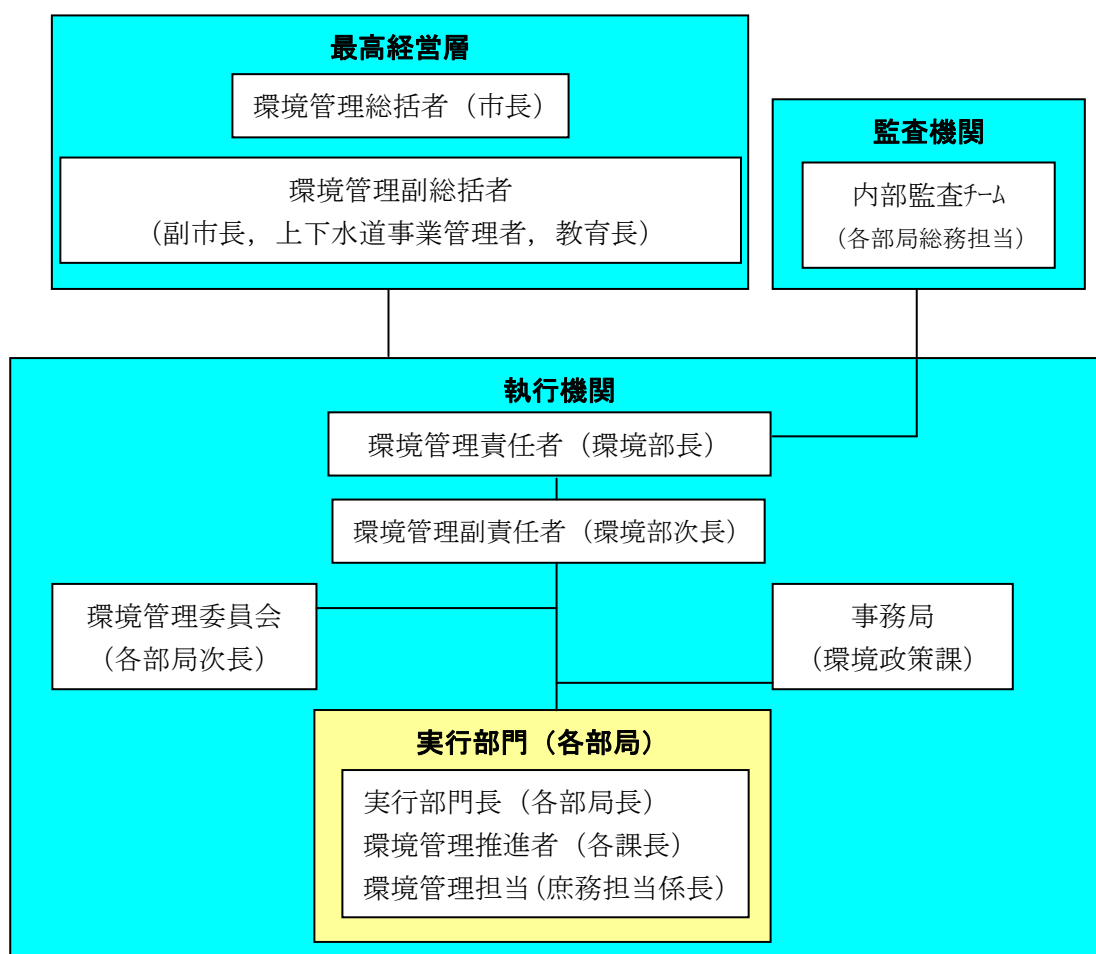 最高経営層
環境管理総括者（市長）
環境管理副総括者
（副市長，上下水道事業管理者，教育長）
監査機関
内部監査ﾁｰﾑ
（各部局総務担当）
執行機関
環境管理責任者（環境部長）
環境管理副責任者（環境部次長）
環境管理委員会
（各部局次長）
事務局
（環境政策課）
実行部門（各部局）
実行部門長（各部局長）
環境管理推進者（各課長）
環境管理担当(庶務担当係長)